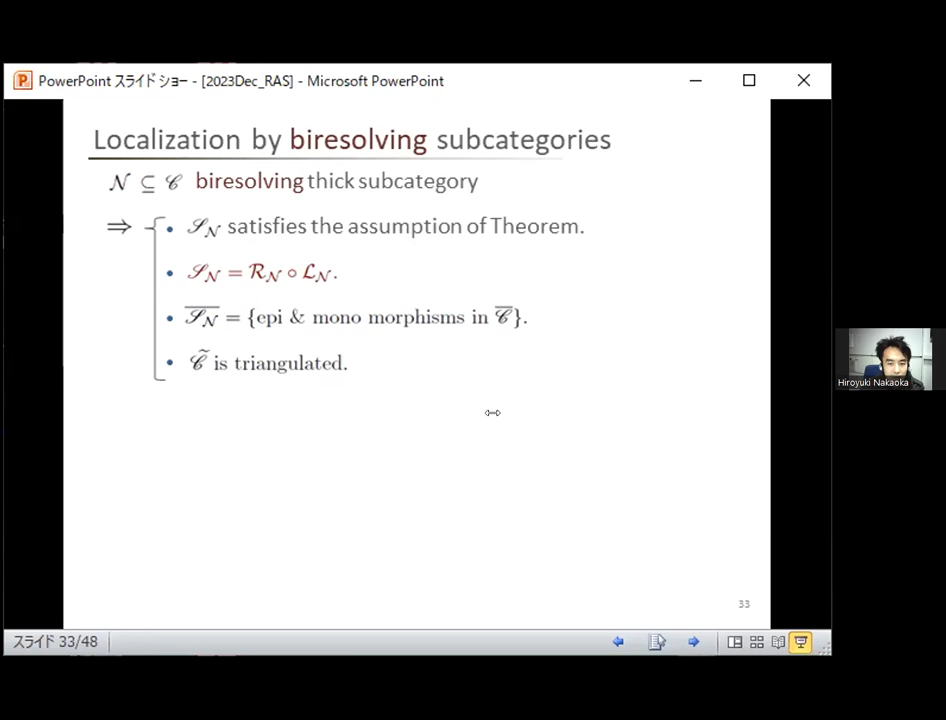 PowerPoint スライド ショー - [2023Dec_RAS] - Microsoft PowerPoint
Localization by biresolving subcategories
𝒩 ⊆ 𝒞 biresolving thick subcategory
⇒ { • 𝒮_𝒩 satisfies the assumption of Theorem.
• 𝒮_𝒩 = ℛ_𝒩 ∘ ℒ_𝒩.
• \overline{𝒮_𝒩} = {epi & mono morphisms in \overline{𝒞}}.
• \tilde{𝒞} is triangulated.
Hiroyuki Nakaoka
33
スライド 33/48